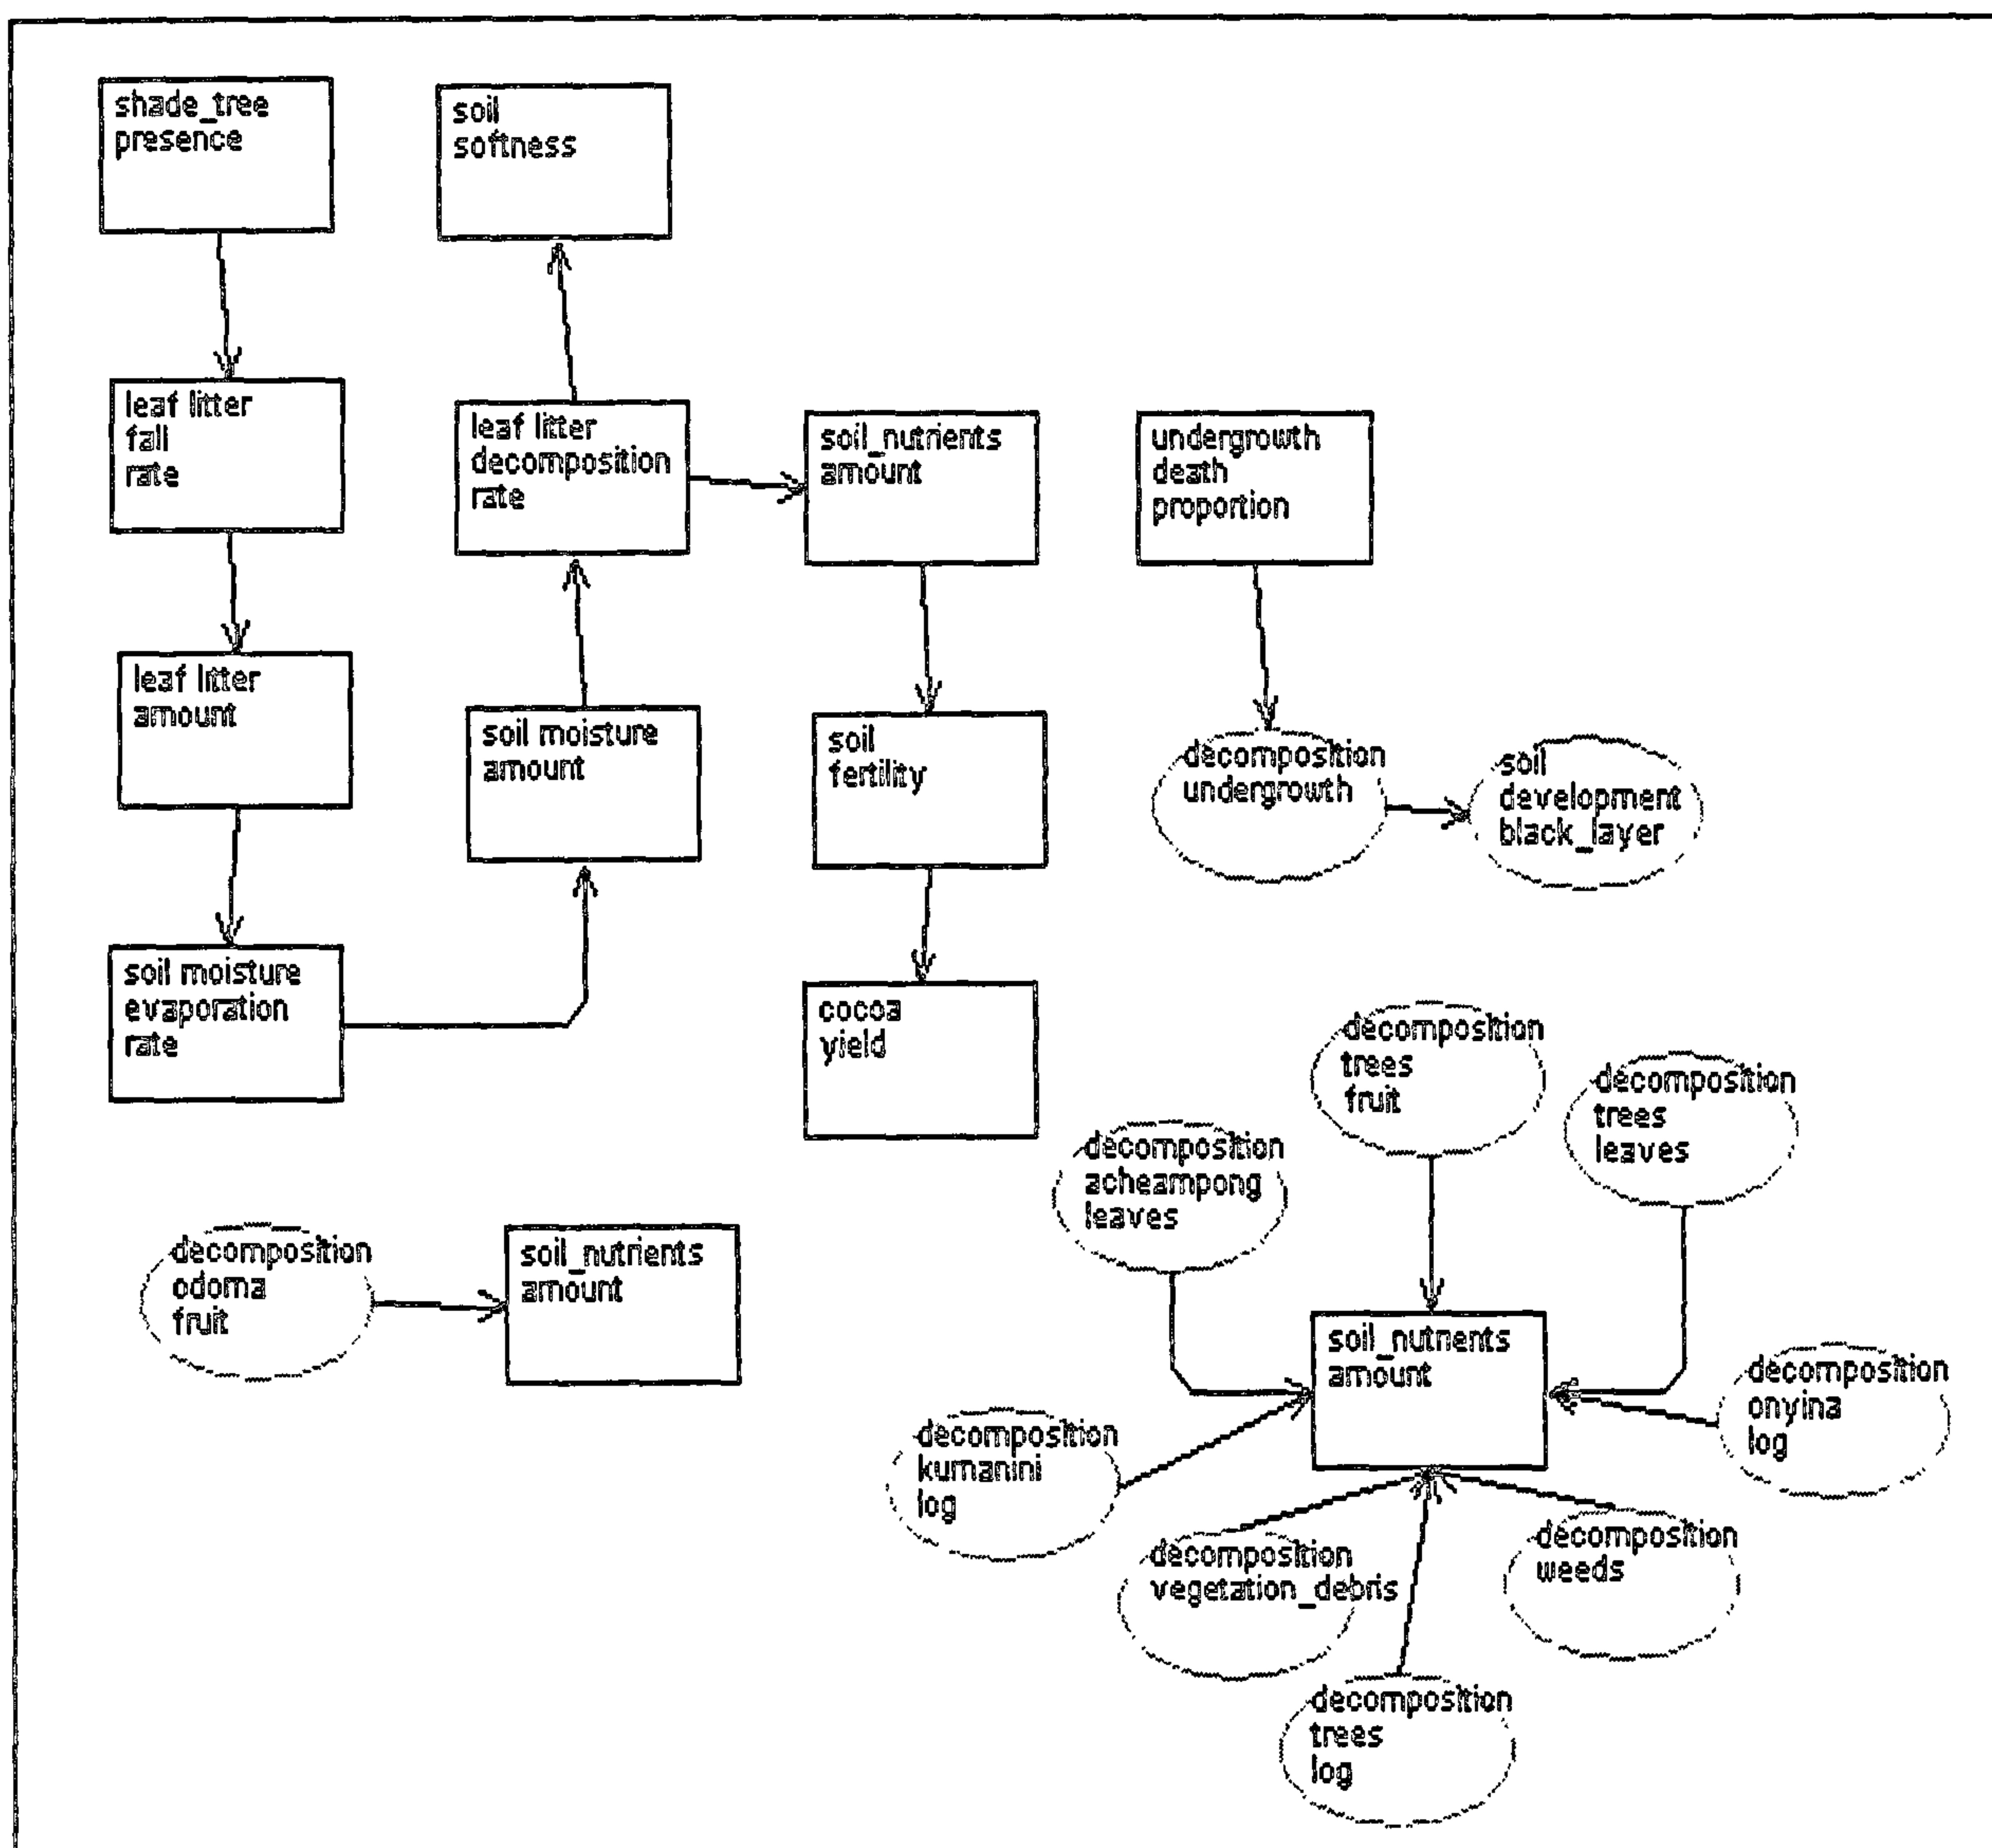 shade_tree
presence
soil
softness
leaf litter
fall
rate
leaf litter
decomposition
rate
soil_nutrients
amount
undergrowth
death
proportion
leaf litter
amount
soil moisture
amount
soil
fertility
decomposition
undergrowth
soil
development
black_layer
soil moisture
evaporation
rate
cocoa
yield
decomposition
trees
fruit
decomposition
trees
leaves
decomposition
acheampong
leaves
decomposition
odoma
fruit
soil_nutrients
amount
soil_nutrients
amount
decomposition
onyina
log
decomposition
kumanini
log
decomposition
vegetation_debris
decomposition
weeds
decomposition
trees
log